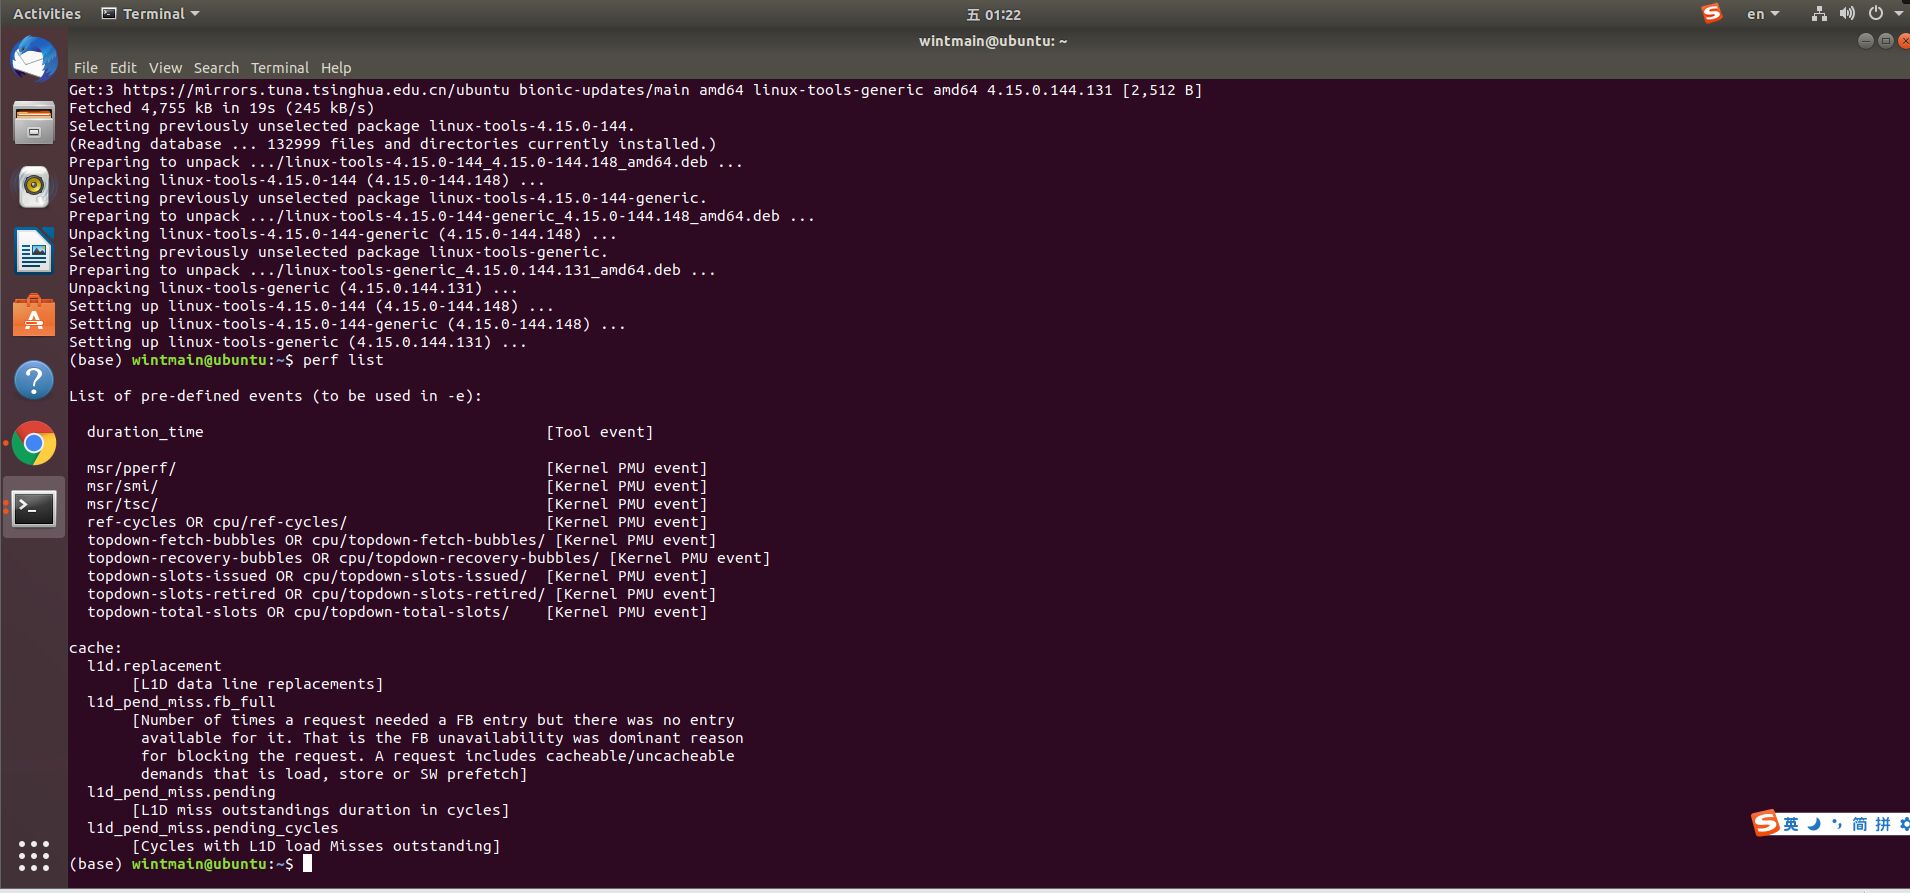 Activities Terminal 五 01:22 en
wintmain@ubuntu: ~
File Edit View Search Terminal Help
Get:3 https://mirrors.tuna.tsinghua.edu.cn/ubuntu bionic-updates/main amd64 linux-tools-generic amd64 4.15.0.144.131 [2,512 B]
Fetched 4,755 kB in 19s (245 kB/s)
Selecting previously unselected package linux-tools-4.15.0-144.
(Reading database ... 132999 files and directories currently installed.)
Preparing to unpack .../linux-tools-4.15.0-144_4.15.0-144.148_amd64.deb ...
Unpacking linux-tools-4.15.0-144 (4.15.0-144.148) ...
Selecting previously unselected package linux-tools-4.15.0-144-generic.
Preparing to unpack .../linux-tools-4.15.0-144-generic_4.15.0-144.148_amd64.deb ...
Unpacking linux-tools-4.15.0-144-generic (4.15.0-144.148) ...
Selecting previously unselected package linux-tools-generic.
Preparing to unpack .../linux-tools-generic_4.15.0.144.131_amd64.deb ...
Unpacking linux-tools-generic (4.15.0.144.131) ...
Setting up linux-tools-4.15.0-144 (4.15.0-144.148) ...
Setting up linux-tools-4.15.0-144-generic (4.15.0-144.148) ...
Setting up linux-tools-generic (4.15.0.144.131) ...
(base) wintmain@ubuntu:~$ perf list
List of pre-defined events (to be used in -e):
duration_time [Tool event]
msr/pperf/ [Kernel PMU event]
msr/smi/ [Kernel PMU event]
msr/tsc/ [Kernel PMU event]
ref-cycles OR cpu/ref-cycles/ [Kernel PMU event]
topdown-fetch-bubbles OR cpu/topdown-fetch-bubbles/ [Kernel PMU event]
topdown-recovery-bubbles OR cpu/topdown-recovery-bubbles/ [Kernel PMU event]
topdown-slots-issued OR cpu/topdown-slots-issued/ [Kernel PMU event]
topdown-slots-retired OR cpu/topdown-slots-retired/ [Kernel PMU event]
topdown-total-slots OR cpu/topdown-total-slots/ [Kernel PMU event]
cache:
l1d.replacement
[L1D data line replacements]
l1d_pend_miss.fb_full
[Number of times a request needed a FB entry but there was no entry
available for it. That is the FB unavailability was dominant reason
for blocking the request. A request includes cacheable/uncacheable
demands that is load, store or SW prefetch]
l1d_pend_miss.pending
[L1D miss outstandings duration in cycles]
l1d_pend_miss.pending_cycles
[Cycles with L1D load Misses outstanding]
(base) wintmain@ubuntu:~$
英 简 拼